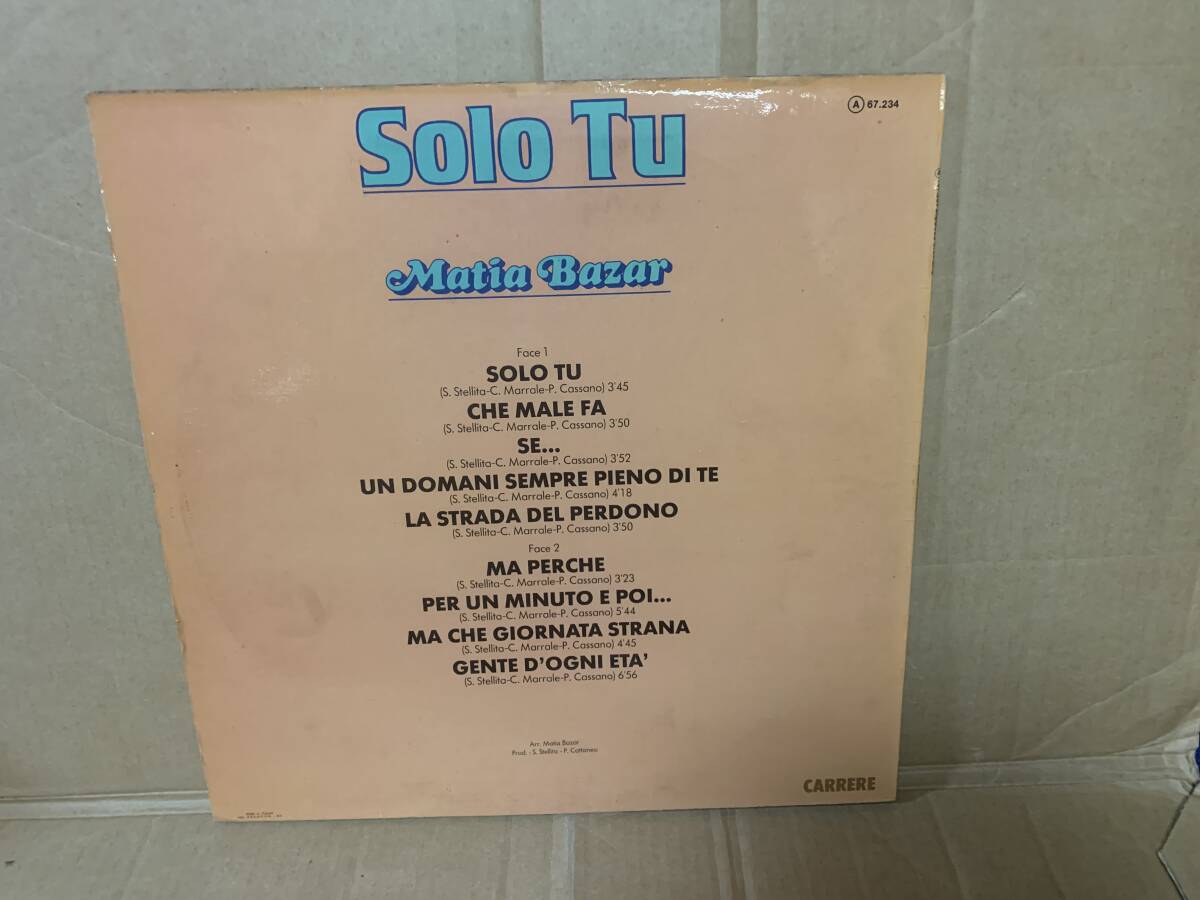 Solo Tu
A 67.234
Matia Bazar
Face 1
SOLO TU
(S. Stellita-C. Marrale-P. Cassano) 3'45
CHE MALE FA
(S. Stellita-C. Marrale-P. Cassano) 3'50
SE...
(S. Stellita-C. Marrale-P. Cassano) 3'52
UN DOMANI SEMPRE PIENO DI TE
(S. Stellita-C. Marrale-P. Cassano) 4'18
LA STRADA DEL PERDONO
(S. Stellita-C. Marrale-P. Cassano) 3'50
Face 2
MA PERCHE
(S. Stellita-C. Marrale-P. Cassano) 3'23
PER UN MINUTO E POI...
(S. Stellita-C. Marrale-P. Cassano) 5'44
MA CHE GIORNATA STRANA
(S. Stellita-C. Marrale-P. Cassano) 4'45
GENTE D'OGNI ETA'
(S. Stellita-C. Marrale-P. Cassano) 6'56
Arr. Matia Bazar
Prod. - S. Stellita - P. Cattaneo
CARRERE